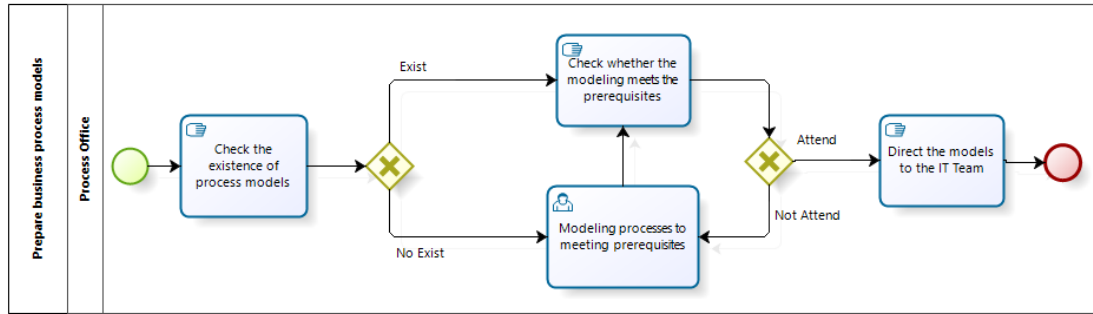 Prepare business process models
Process Office
Check the
existence of
process models
Exist
No Exist
Check whether the
modeling meets the
prerequisites
Modeling processes to
meeting prerequisites
Attend
Not Attend
Direct the models
to the IT Team